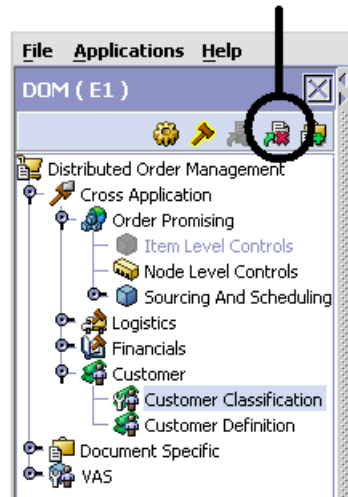 File Applications Help
DOM ( E1 )
Distributed Order Management
Cross Application
Order Promising
Item Level Controls
Node Level Controls
Sourcing And Scheduling
Logistics
Financials
Customer
Customer Classification
Customer Definition
Document Specific
VAS